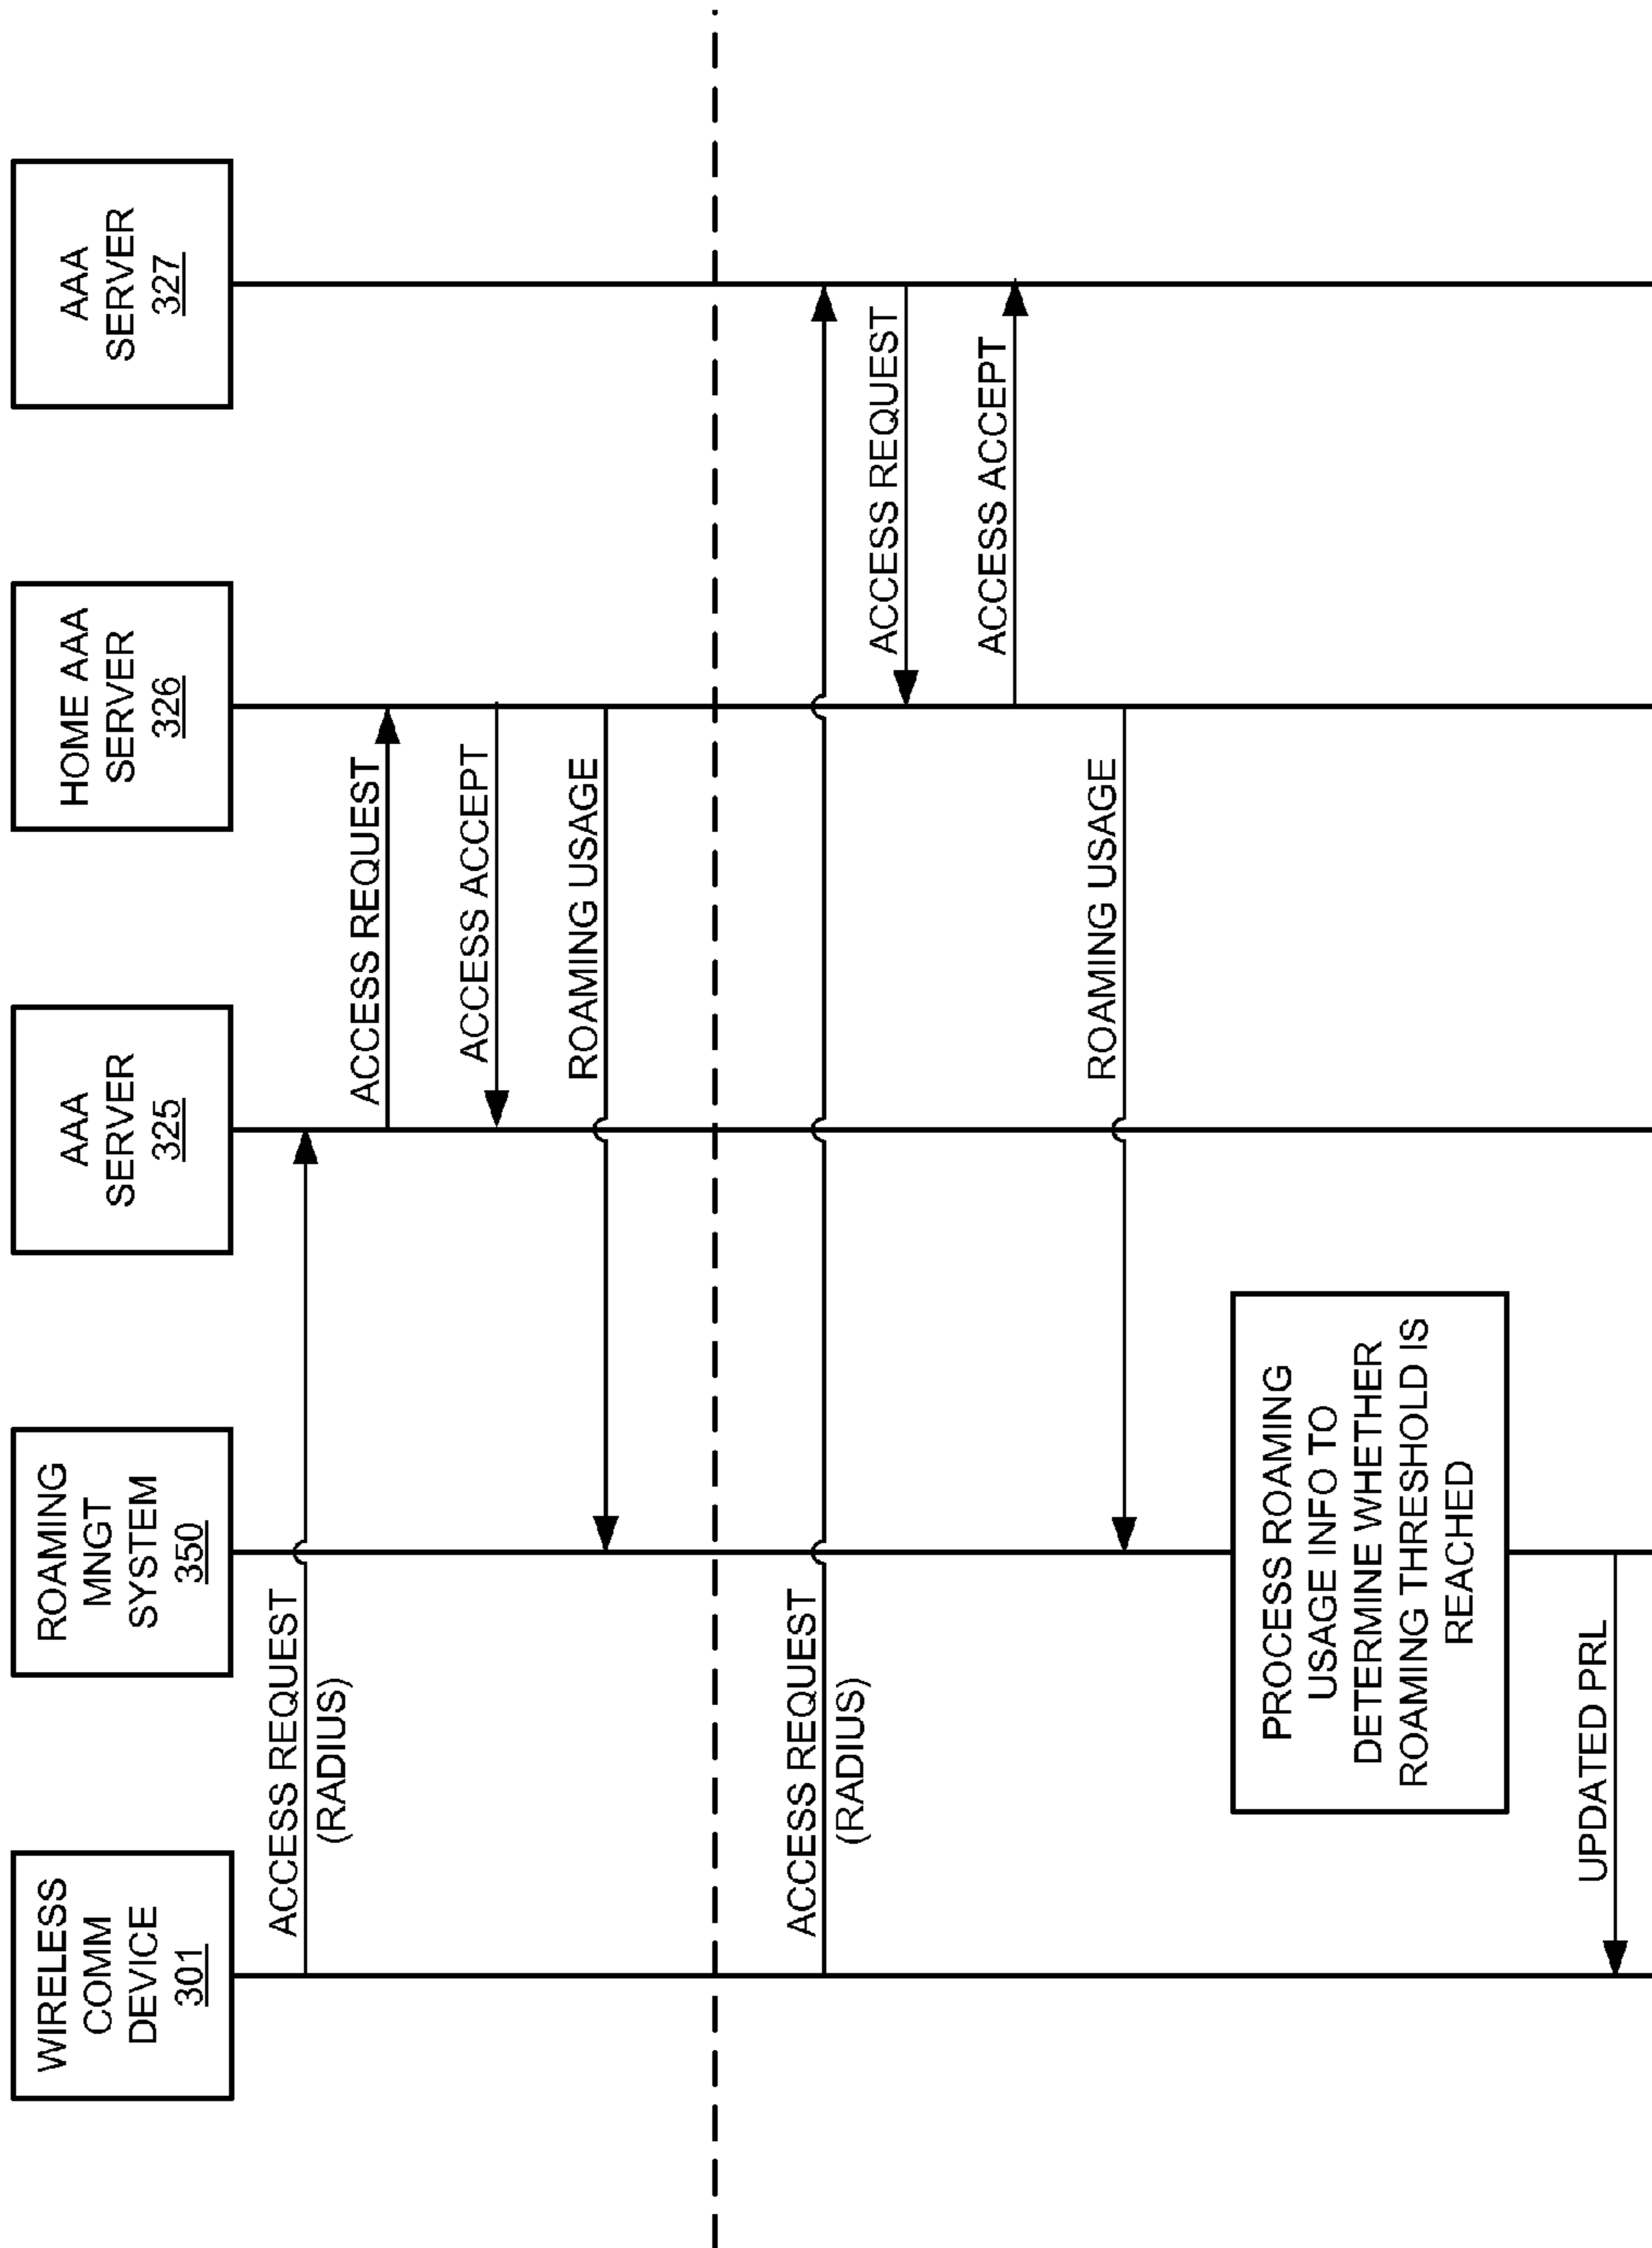 WIRELESS
COMM
DEVICE
301
ROAMING
MNGT
SYSTEM
350
AAA
SERVER
325
HOME AAA
SERVER
326
AAA
SERVER
327
ACCESS REQUEST
(RADIUS)
ACCESS REQUEST
ACCESS ACCEPT
ROAMING USAGE
ACCESS REQUEST
(RADIUS)
ACCESS REQUEST
ACCESS ACCEPT
ROAMING USAGE
PROCESS ROAMING
USAGE INFO TO
DETERMINE WHETHER
ROAMING THRESHOLD IS
REACHED
UPDATED PRL